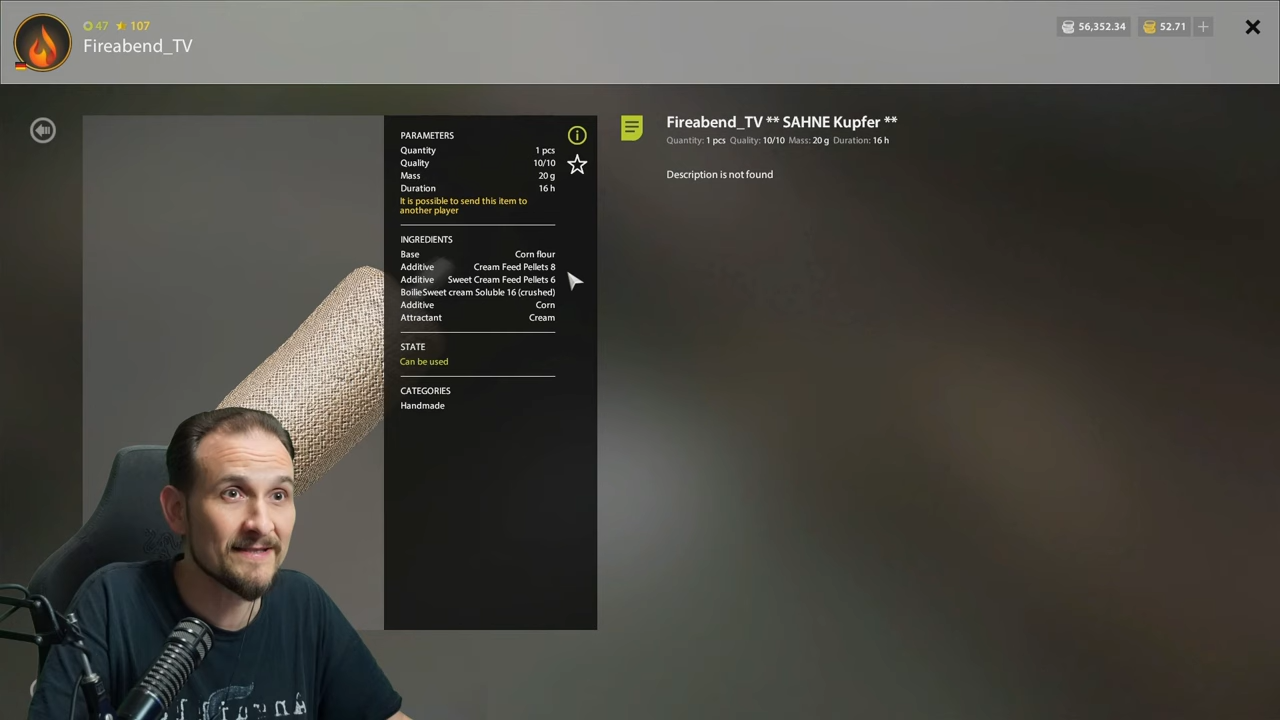 47 107
Fireabend_TV
56,352.34 52.71 +
PARAMETERS
Quantity 1 pcs
Quality 10/10
Mass 20 g
Duration 16 h
It is possible to send this item to
another player
INGREDIENTS
Base Corn flour
Additive Cream Feed Pellets 8
Additive Sweet Cream Feed Pellets 6
BoilieSweet cream Soluble 16 (crushed)
Additive Corn
Attractant Cream
STATE
Can be used
CATEGORIES
Handmade
Fireabend_TV ** SAHNE Kupfer **
Quantity: 1 pcs Quality: 10/10 Mass: 20 g Duration: 16 h
Description is not found